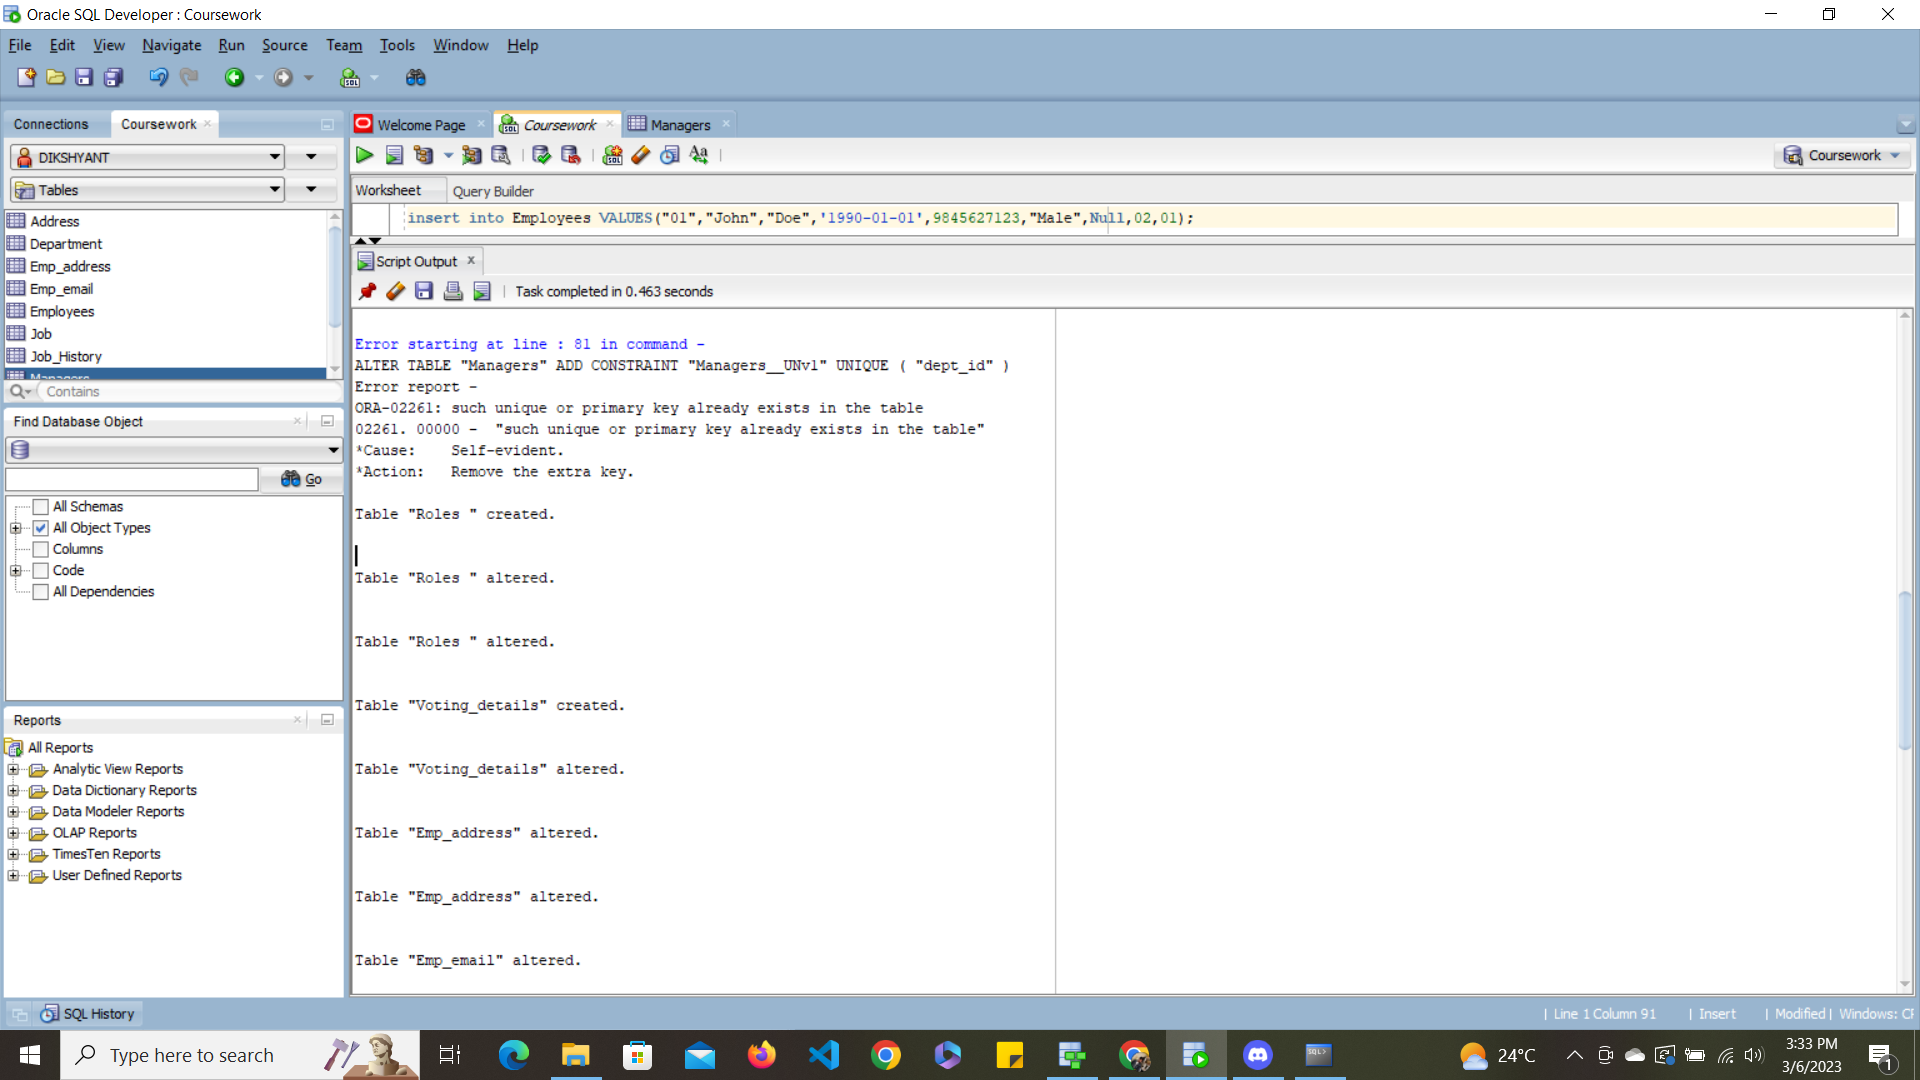 Oracle SQL Developer : Coursework
File Edit View Navigate Run Source Team Tools Window Help
Connections
Coursework
Welcome Page
Coursework
Managers
DIKSHYANT
Coursework
Tables
Worksheet
Query Builder
insert into Employees VALUES("01","John","Doe",'1990-01-01',9845627123,"Male",Null,02,01);
Address
Department
Emp_address
Emp_email
Employees
Job
Job_History
Managers
Contains
Script Output
Task completed in 0.463 seconds
Error starting at line : 81 in command -
ALTER TABLE "Managers" ADD CONSTRAINT "Managers__UNv1" UNIQUE ( "dept_id" )
Error report -
ORA-02261: such unique or primary key already exists in the table
02261. 00000 -  "such unique or primary key already exists in the table"
*Cause:    Self-evident.
*Action:   Remove the extra key.
Table "Roles " created.
Table "Roles " altered.
Table "Roles " altered.
Table "Voting_details" created.
Table "Voting_details" altered.
Table "Emp_address" altered.
Table "Emp_address" altered.
Table "Emp_email" altered.
Find Database Object
Go
All Schemas
All Object Types
Columns
Code
All Dependencies
Reports
All Reports
Analytic View Reports
Data Dictionary Reports
Data Modeler Reports
OLAP Reports
TimesTen Reports
User Defined Reports
SQL History
| Line 1 Column 91 | Insert | Modified | Windows: CF
Type here to search
SQL>
24°C
3:33 PM
3/6/2023
1